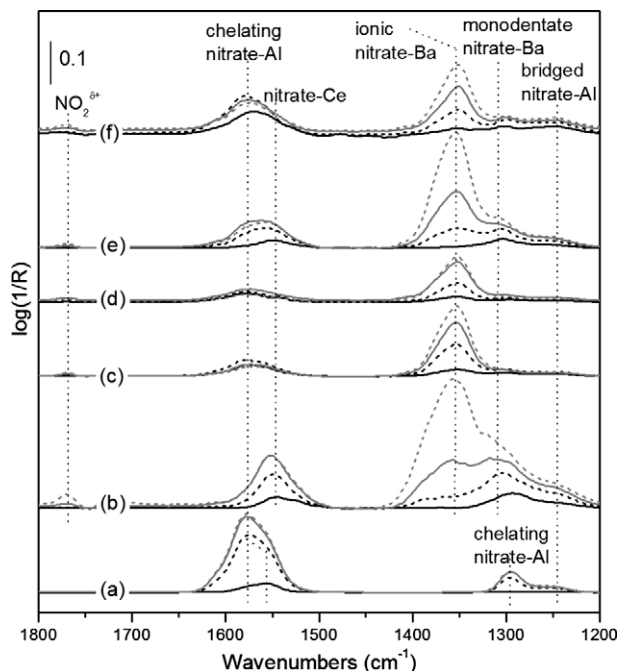 chelating
nitrate-Al
ionic
nitrate-Ba
monodentate
nitrate-Ba
bridged
nitrate-Al
0.1
NO₂^δ+
nitrate-Ce
(f)
(e)
(d)
(c)
(b)
(a)
chelating
nitrate-Al
log(1/R)
1800 1700 1600 1500 1400 1300 1200
Wavenumbers (cm⁻¹)